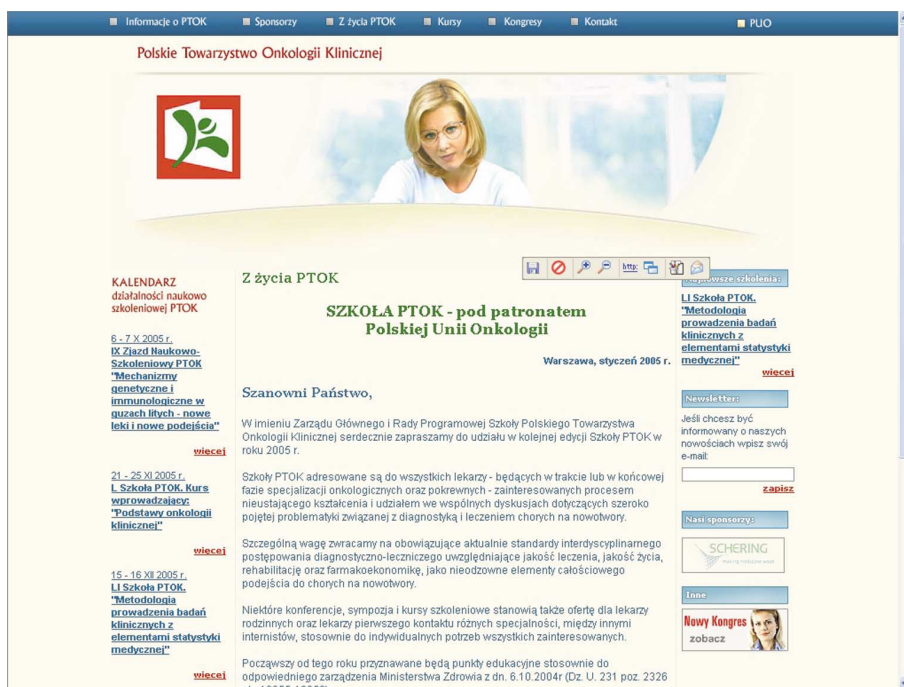 Informacje o PTOK
Sponsorzy
Z życia PTOK
Kursy
Kongresy
Kontakt
PUO
Polskie Towarzystwo Onkologii Klinicznej
KALENDARZ
działalności naukowo
szkoleniowej PTOK
6 - 7 X 2005 r.
IX Zjazd Naukowo-
Szkoleniowy PTOK
"Mechanizmy
genetyczne i
immunologiczne w
guzach litych - nowe
leki i nowe podejścia"
więcej
21 - 25 XI 2005 r.
L Szkoła PTOK. Kurs
wprowadzający:
"Podstawy onkologii
klinicznej"
więcej
15 - 16 XII 2005 r.
LI Szkoła PTOK.
"Metodologia
prowadzenia badań
klinicznych z
elementami statystyki
medycznej"
więcej
Z życia PTOK
SZKOŁA PTOK - pod patronatem
Polskiej Unii Onkologii
Warszawa, styczeń 2005 r.
Szanowni Państwo,
W imieniu Zarządu Głównego i Rady Programowej Szkoły Polskiego Towarzystwa
Onkologii Klinicznej serdecznie zapraszamy do udziału w kolejnej edycji Szkoły PTOK w
roku 2005 r.
Szkoły PTOK adresowane są do wszystkich lekarzy - będących w trakcie lub w końcowej
fazie specjalizacji onkologicznych oraz pokrewnych - zainteresowanych procesem
nieustającego kształcenia i udziałem we wspólnych dyskusjach dotyczących szeroko
pojętej problematyki związanej z diagnostyką i leczeniem chorych na nowotwory.
Szczególną wagę zwracamy na obowiązujące aktualnie standardy interdyscyplinarnego
postępowania diagnostyczno-leczniczego uwzględniające jakość leczenia, jakość życia,
rehabilitację oraz farmakoekonomikę, jako nieodzowne elementy całościowego
podejścia do chorych na nowotwory.
Niektóre konferencje, sympozja i kursy szkoleniowe stanowią także ofertę dla lekarzy
rodzinnych oraz lekarzy pierwszego kontaktu różnych specjalności, między innymi
internistów, stosownie do indywidualnych potrzeb wszystkich zainteresowanych.
Począwszy od tego roku przyznawane będą punkty edukacyjne stosownie do
odpowiedniego zarządzenia Ministerstwa Zdrowia z dn. 6.10.2004r (Dz. U. 231 poz. 2326
http:
szkolenia:
LI Szkoła PTOK.
"Metodologia
prowadzenia badań
klinicznych z
elementami statystyki
medycznej"
więcej
Newsletter:
Jeśli chcesz być
informowany o naszych
nowościach wpisz swój
e-mail:
zapisz
Nasi sponsorzy:
SCHERING
Inne
Nowy Kongres
zobacz